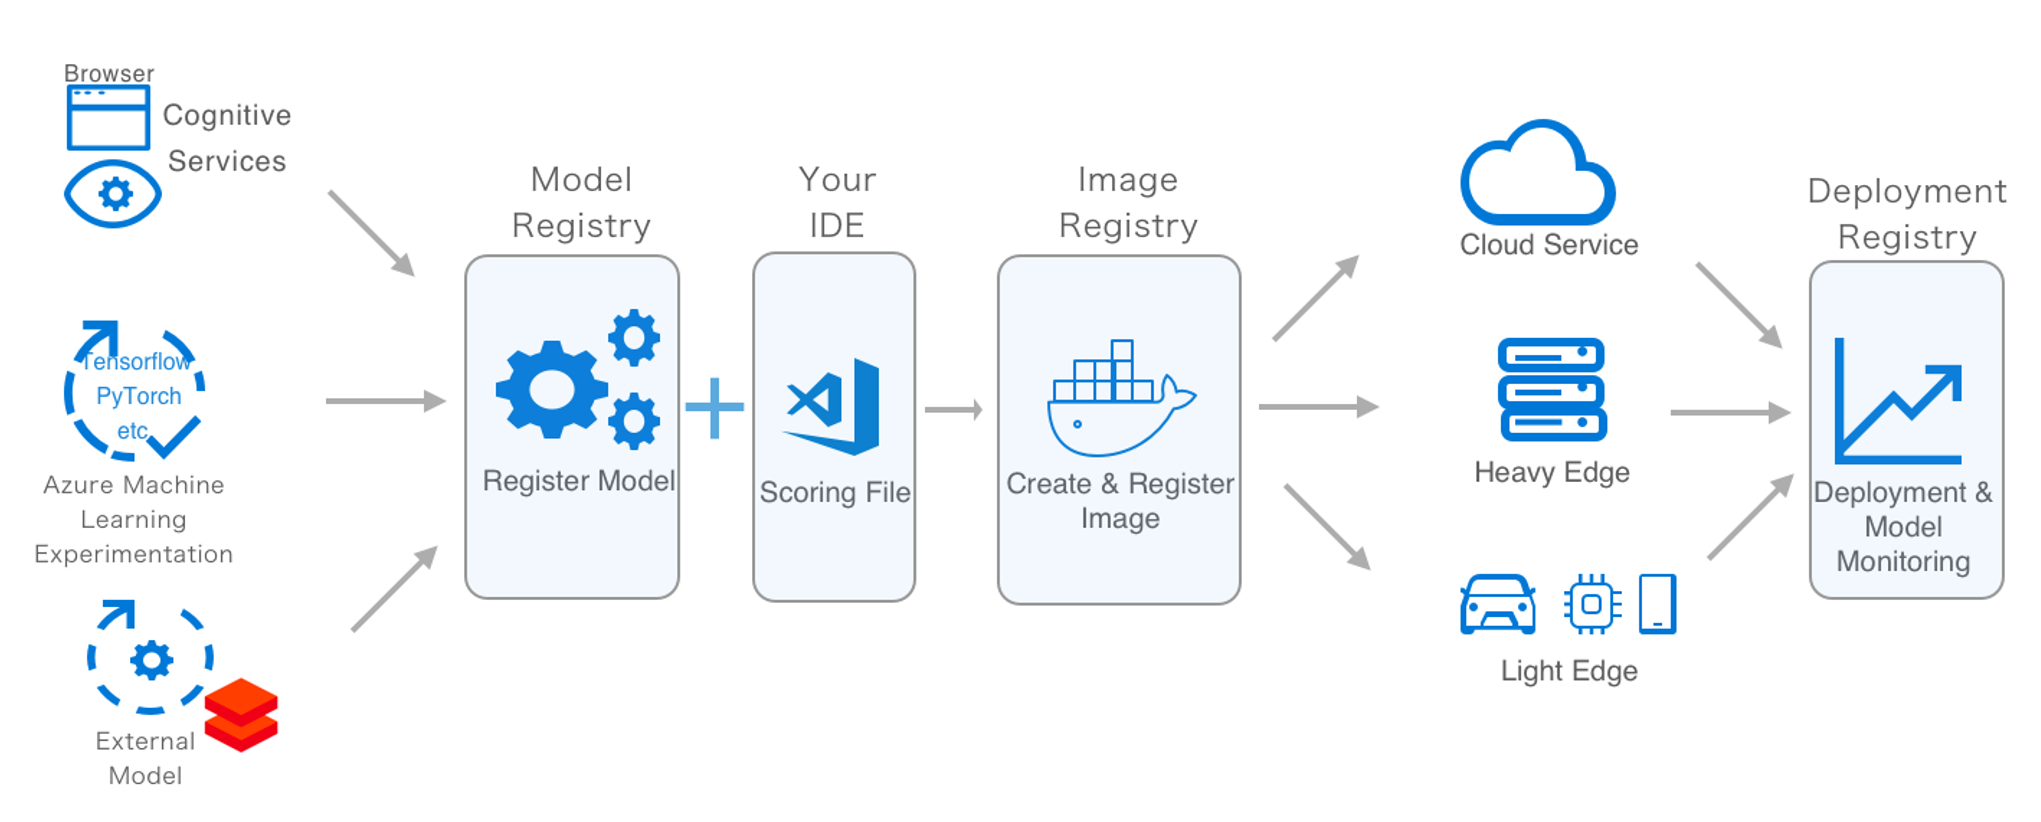 Browser
Cognitive
Services
Tensorflow
PyTorch
etc
Azure Machine
Learning
Experimentation
External
Model
Model
Registry
Register Model
Your
IDE
Scoring File
Image
Registry
Create & Register
Image
Cloud Service
Heavy Edge
Light Edge
Deployment
Registry
Deployment &
Model
Monitoring